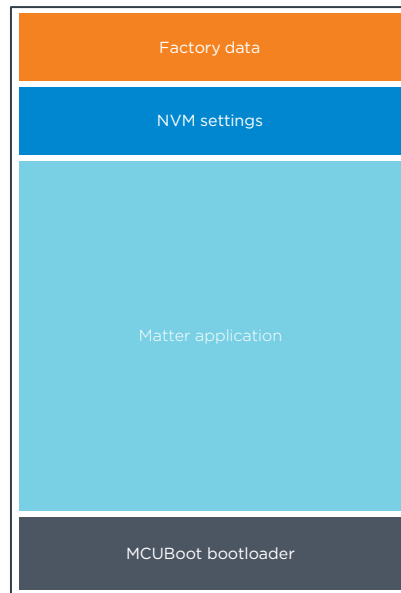 Factory data
NVM settings
Matter application
MCUBoot bootloader